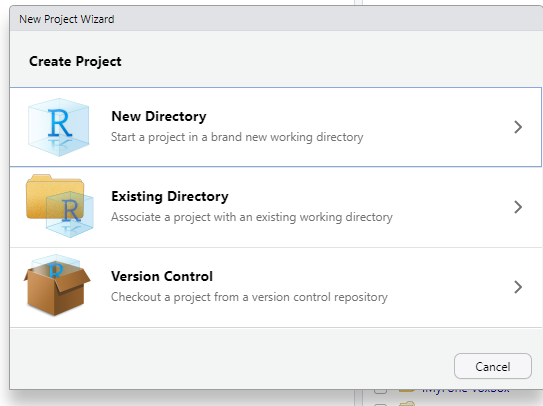 New Project Wizard
Create Project
R
New Directory
Start a project in a brand new working directory
R
Existing Directory
Associate a project with an existing working directory
R
Version Control
Checkout a project from a version control repository
Cancel